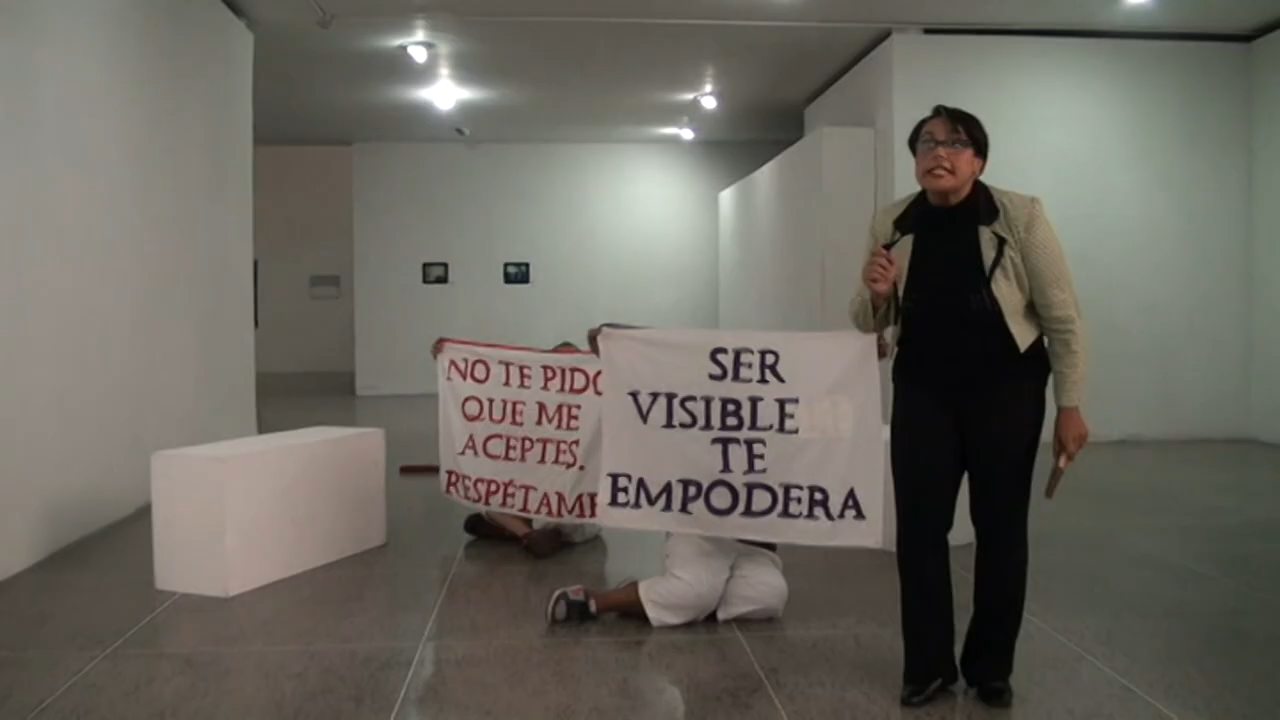 NO TE PIDO
QUE ME
ACEPTES.
RESPÉTAME
SER
VISIBLE
TE
EMPODERA